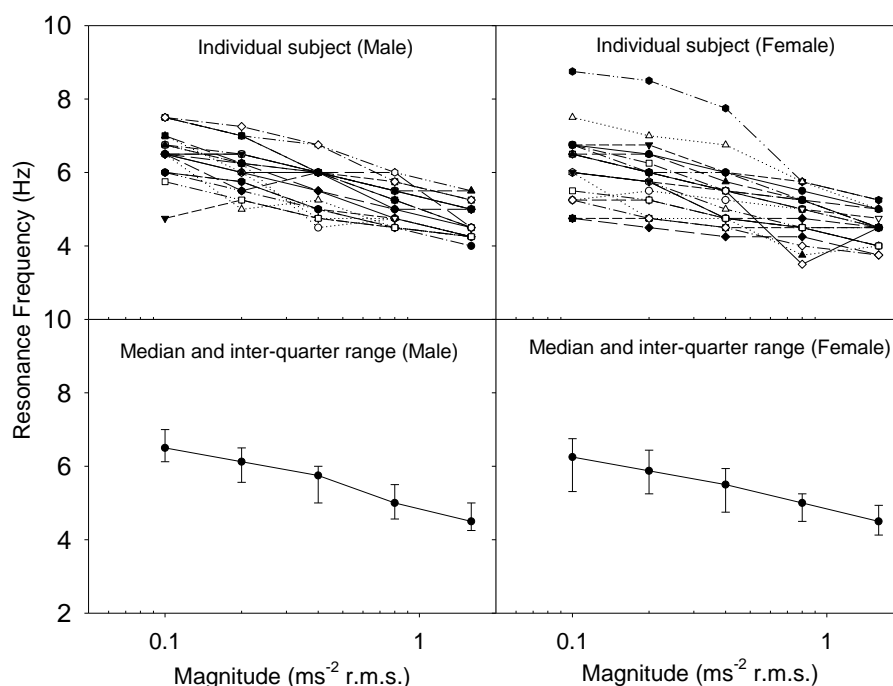 10
Individual subject (Male)
Individual subject (Female)
8
6
4
Resonance Frequency (Hz)
10
Median and inter-quarter range (Male)
Median and inter-quarter range (Female)
8
6
4
2
0.1
1
0.1
1
Magnitude (ms⁻² r.m.s.)
Magnitude (ms⁻² r.m.s.)